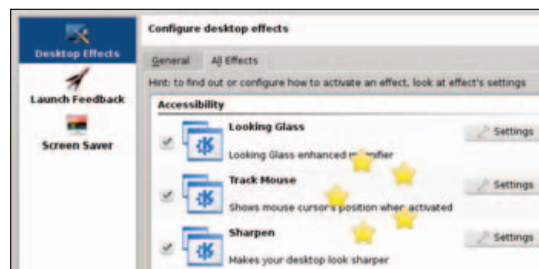 Desktop Effects
Launch Feedback
Screen Saver
Configure desktop effects
General All Effects
Hint: to find out or configure how to activate an effect, look at effect's settings
Accessibility
Looking Glass
Settings
Looking Glass enhanced magnifier
Track Mouse
Settings
Shows mouse cursor's position when activated
Sharpen
Settings
Makes your desktop look sharper